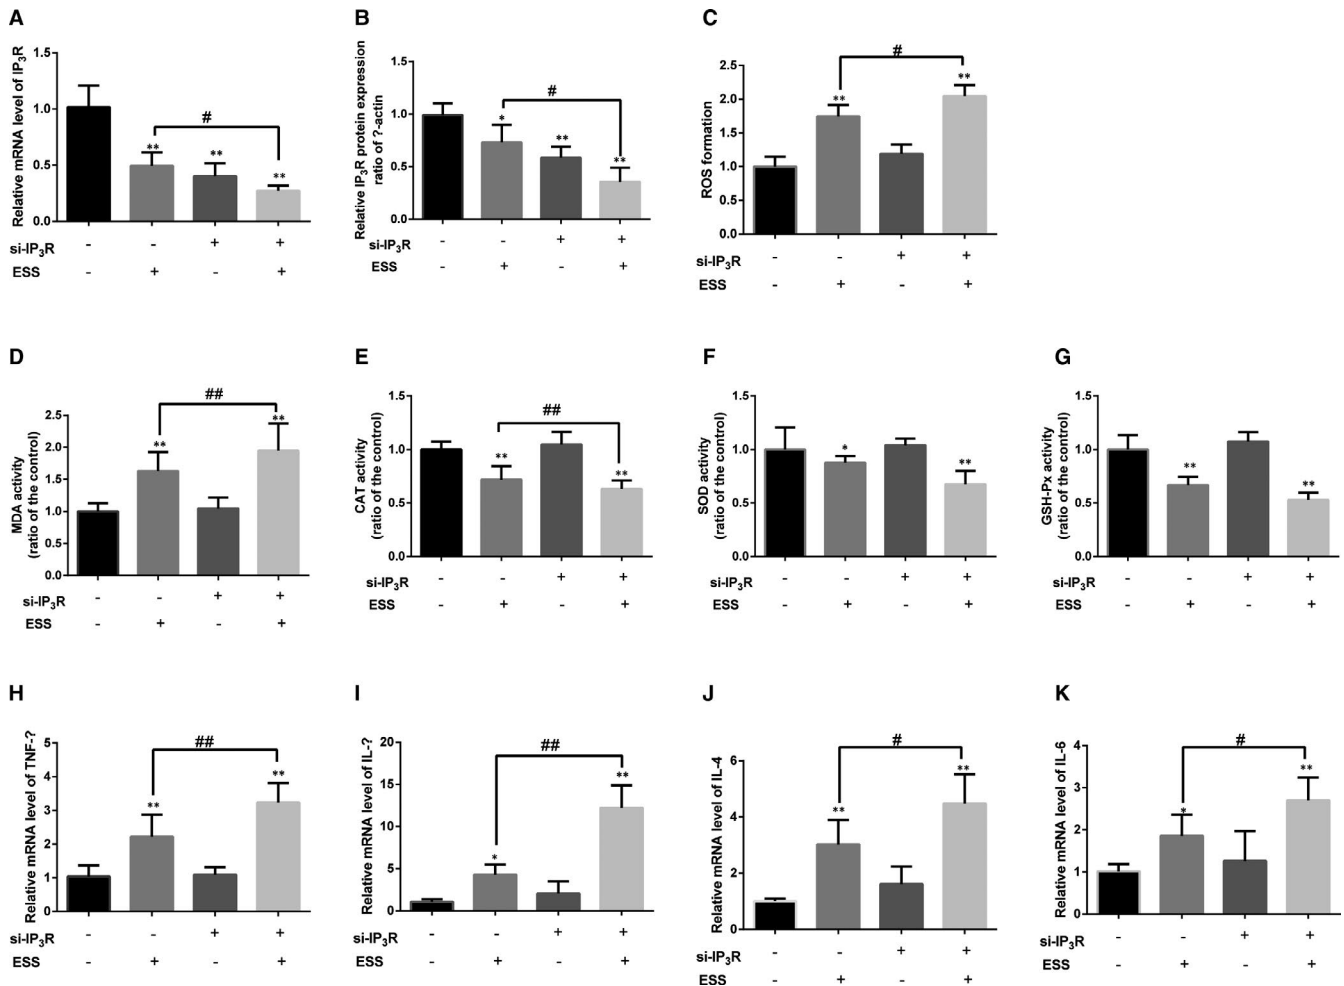 A
Relative mRNA level of IP3R
1.5
1.0
0.5
0.0
#
** ** **
si-IP3R - - + +
ESS - + - +
B
Relative IP3R protein expression
ratio of ?-actin
1.5
1.0
0.5
0.0
#
* ** **
si-IP3R - - + +
ESS - + - +
C
ROS formation
2.5
2.0
1.5
1.0
0.5
0.0
#
** **
si-IP3R - - + +
ESS - + - +
D
MDA activity
(ratio of the control)
2.5
2.0
1.5
1.0
0.5
0.0
##
** **
si-IP3R - - + +
ESS - + - +
E
CAT activity
(ratio of the control)
1.5
1.0
0.5
0.0
##
** **
si-IP3R - - + +
ESS - + - +
F
SOD activity
(ratio of the control)
1.5
1.0
0.5
0.0
* **
si-IP3R - - + +
ESS - + - +
G
GSH-Px activity
(ratio of the control)
1.5
1.0
0.5
0.0
** **
si-IP3R - - + +
ESS - + - +
H
Relative mRNA level of TNF-?
5
4
3
2
1
0
##
** **
si-IP3R - - + +
ESS - + - +
I
Relative mRNA level of IL-?
20
15
10
5
0
##
* **
si-IP3R - - + +
ESS - + - +
J
Relative mRNA level of IL-4
6
4
2
0
#
** **
si-IP3R - - + +
ESS - + - +
K
Relative mRNA level of IL-6
4
3
2
1
0
#
* **
si-IP3R - - + +
ESS - + - +